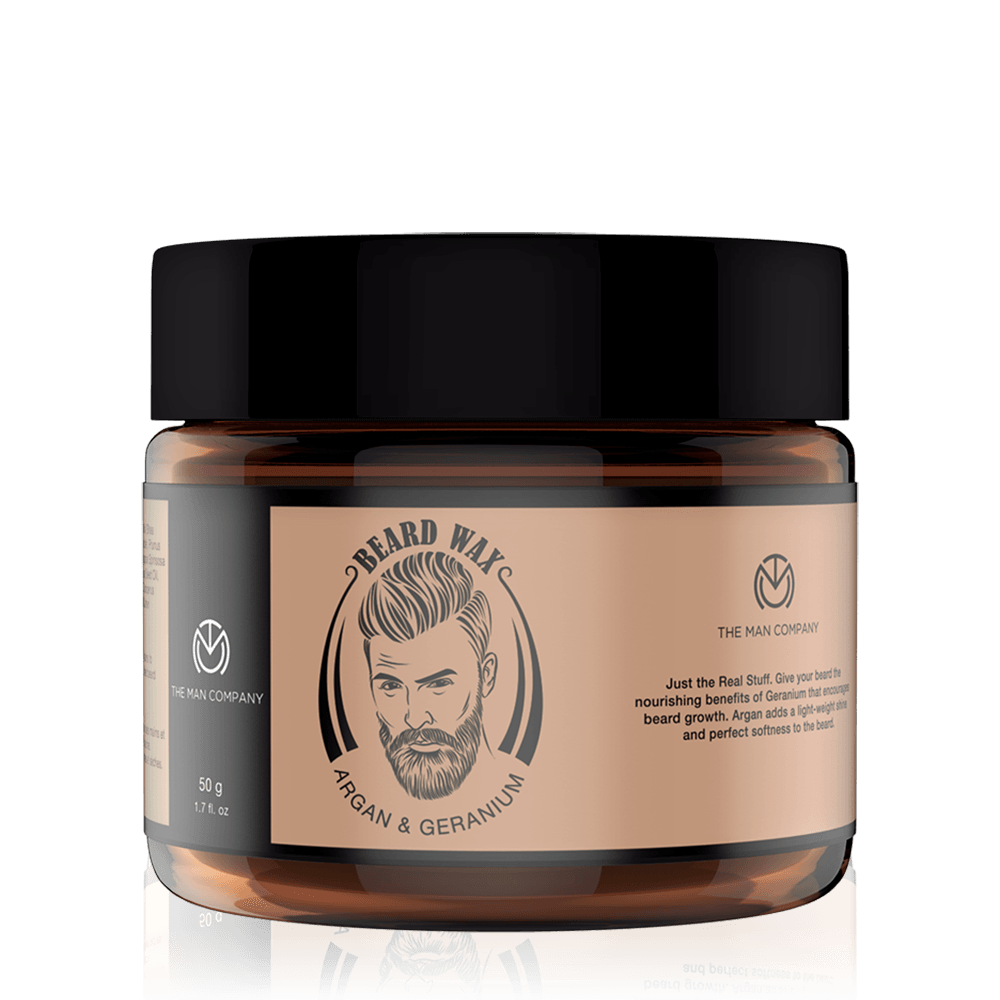 BEARD WAX
ARGAN & GERANIUM
THE MAN COMPANY
Just the Real Stuff. Give your beard the
nourishing benefits of Geranium that encourages
beard growth. Argan adds a light-weight shine
and perfect softness to the beard.
THE MAN COMPANY
50 g
1.7 fl. oz